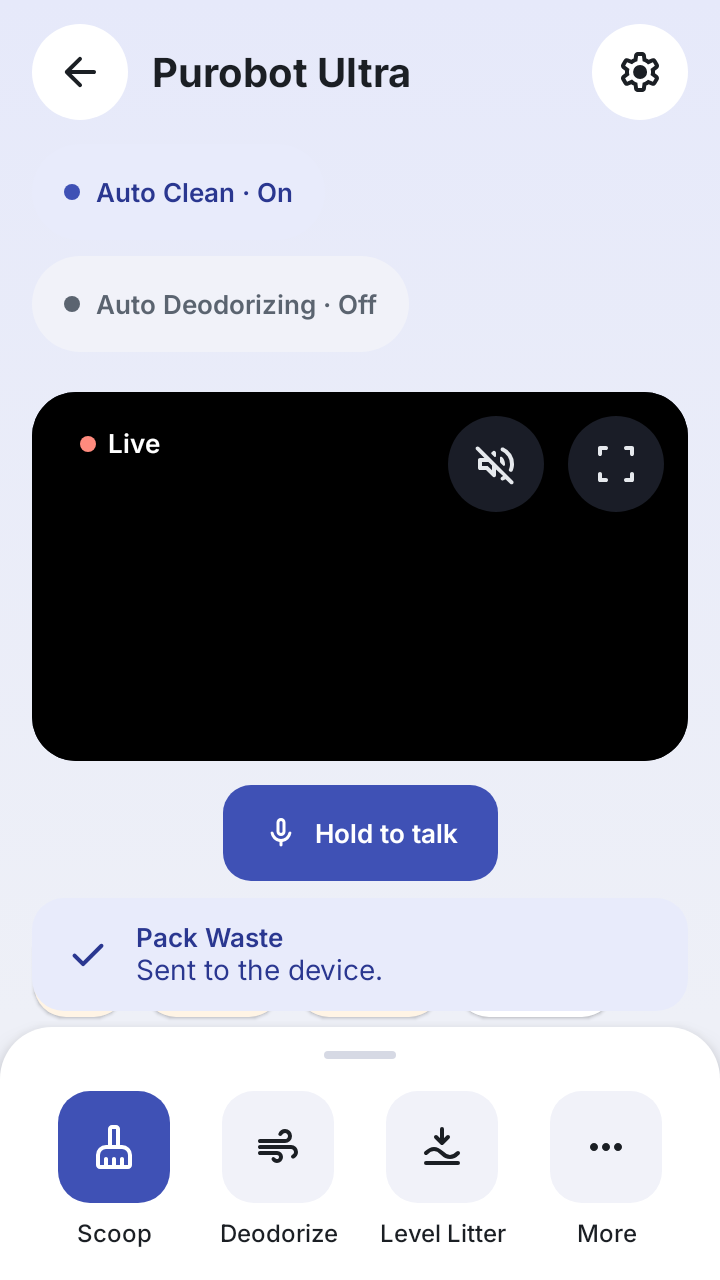 Purobot Ultra
Auto Clean · On
Auto Deodorizing · Off
Live
Hold to talk
Pack Waste
Sent to the device.
Scoop
Deodorize
Level Litter
More